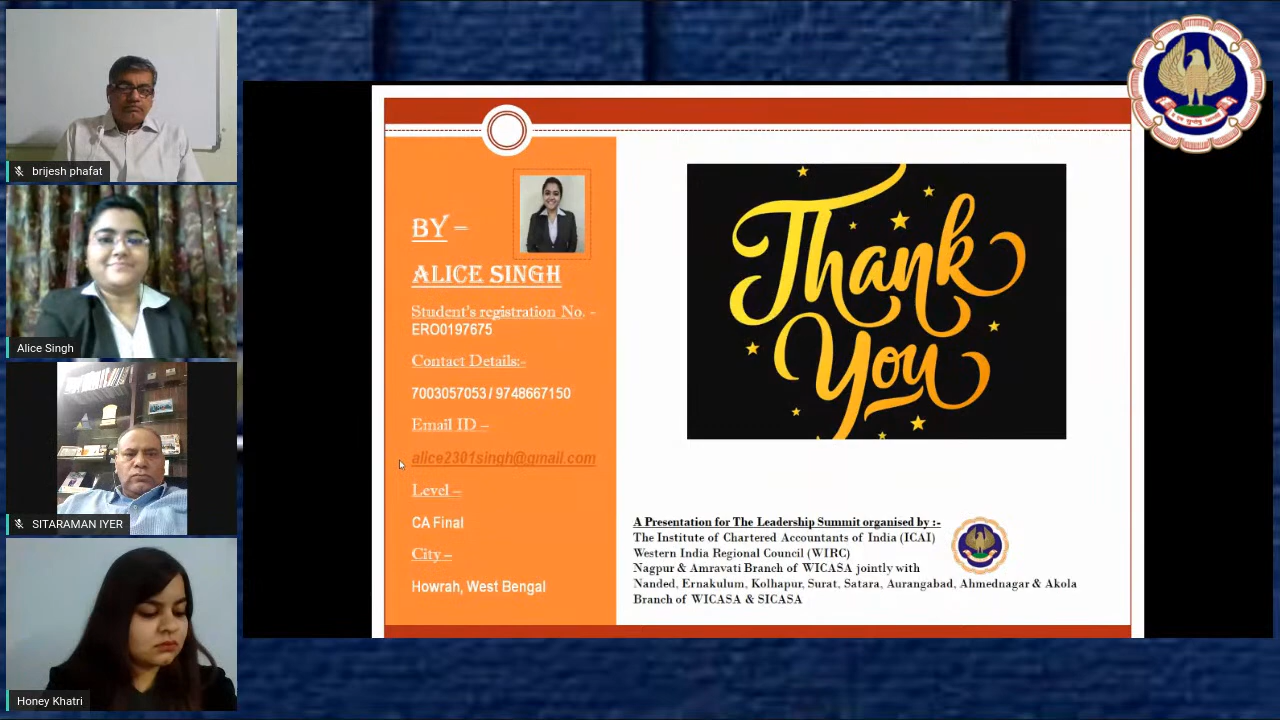 brijesh phafat
Alice Singh
SITARAMAN IYER
Honey Khatri
BY –
ALICE SINGH
Student's registration No. -
ERO0197675
Contact Details:-
7003057053 / 9748667150
Email ID –
alice2301singh@gmail.com
Level –
CA Final
City –
Howrah, West Bengal
Thank
You
A Presentation for The Leadership Summit organised by :-
The Institute of Chartered Accountants of India (ICAI)
Western India Regional Council (WIRC)
Nagpur & Amravati Branch of WICASA jointly with
Nanded, Ernakulum, Kolhapur, Surat, Satara, Aurangabad, Ahmednagar & Akola
Branch of WICASA & SICASA